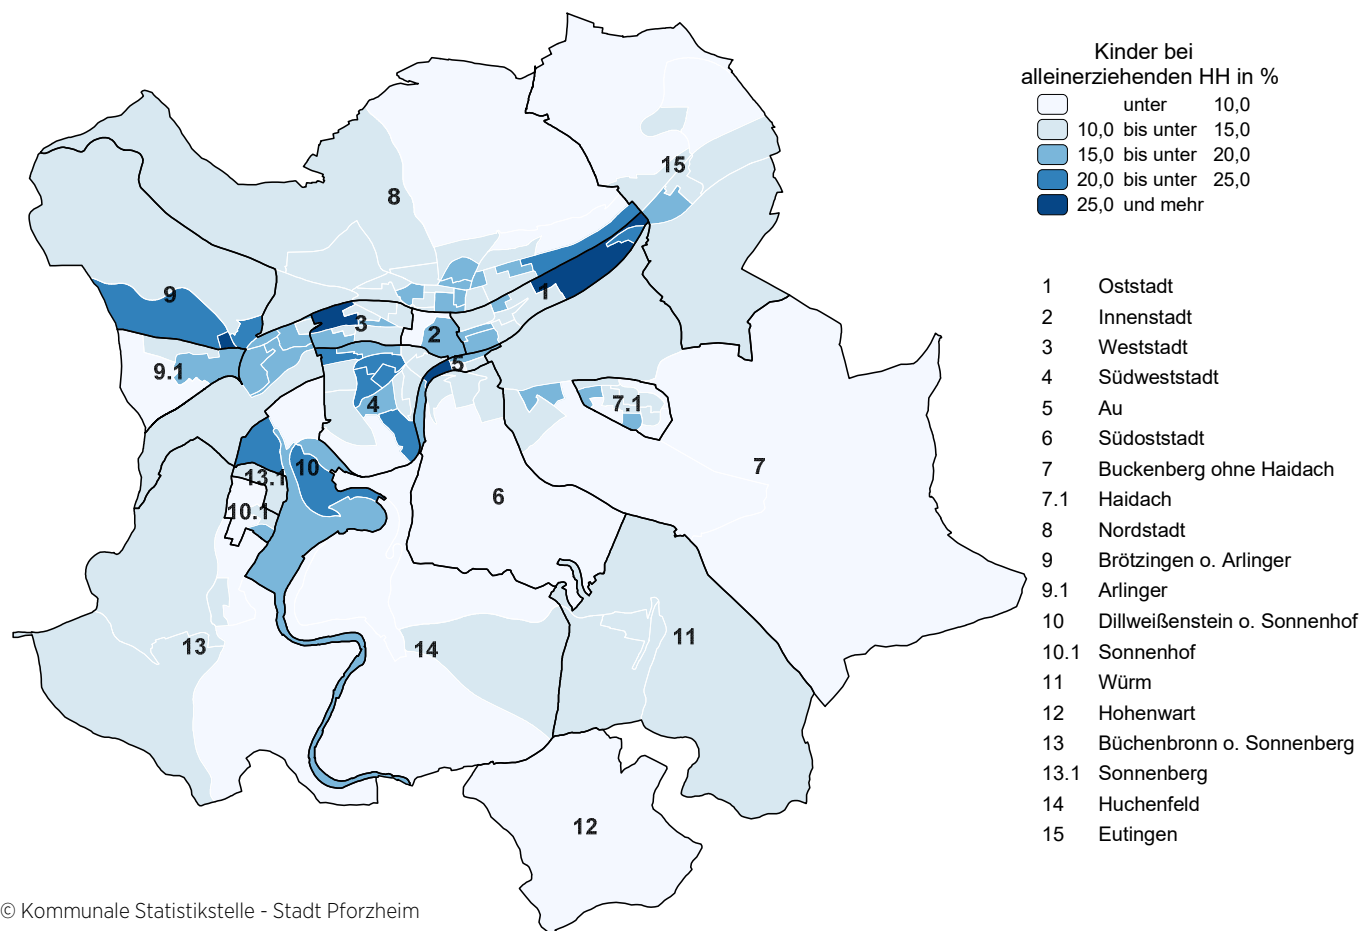 Kinder bei
alleinerziehenden HH in %
unter 10,0
10,0 bis unter 15,0
15,0 bis unter 20,0
20,0 bis unter 25,0
25,0 und mehr
1 Oststadt
2 Innenstadt
3 Weststadt
4 Südweststadt
5 Au
6 Südoststadt
7 Buckenberg ohne Haidach
7.1 Haidach
8 Nordstadt
9 Brötzingen o. Arlinger
9.1 Arlinger
10 Dillweißenstein o. Sonnenhof
10.1 Sonnenhof
11 Würm
12 Hohenwart
13 Büchenbronn o. Sonnenberg
13.1 Sonnenberg
14 Huchenfeld
15 Eutingen
15
8
9
1
3
2
5
9.1
4
7.1
10
7
13.1
6
10.1
11
13
14
12
© Kommunale Statistikstelle - Stadt Pforzheim